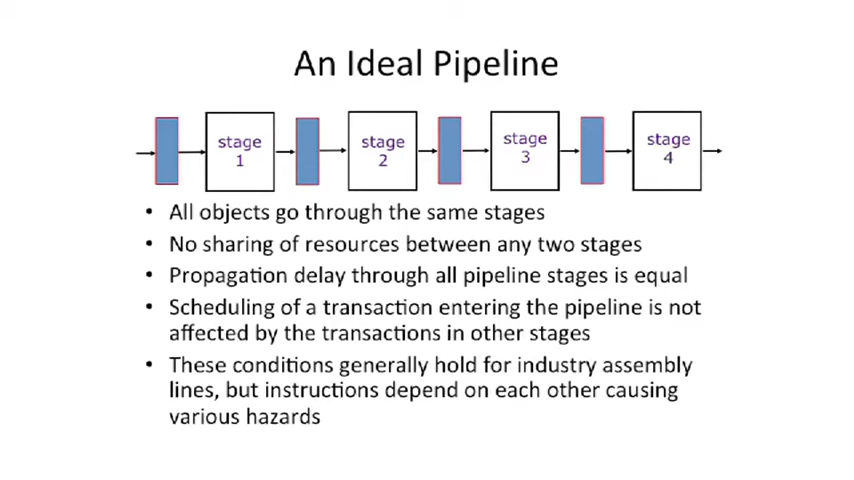 An Ideal Pipeline
stage
1
stage
2
stage
3
stage
4
• All objects go through the same stages
• No sharing of resources between any two stages
• Propagation delay through all pipeline stages is equal
• Scheduling of a transaction entering the pipeline is not
affected by the transactions in other stages
• These conditions generally hold for industry assembly
lines, but instructions depend on each other causing
various hazards